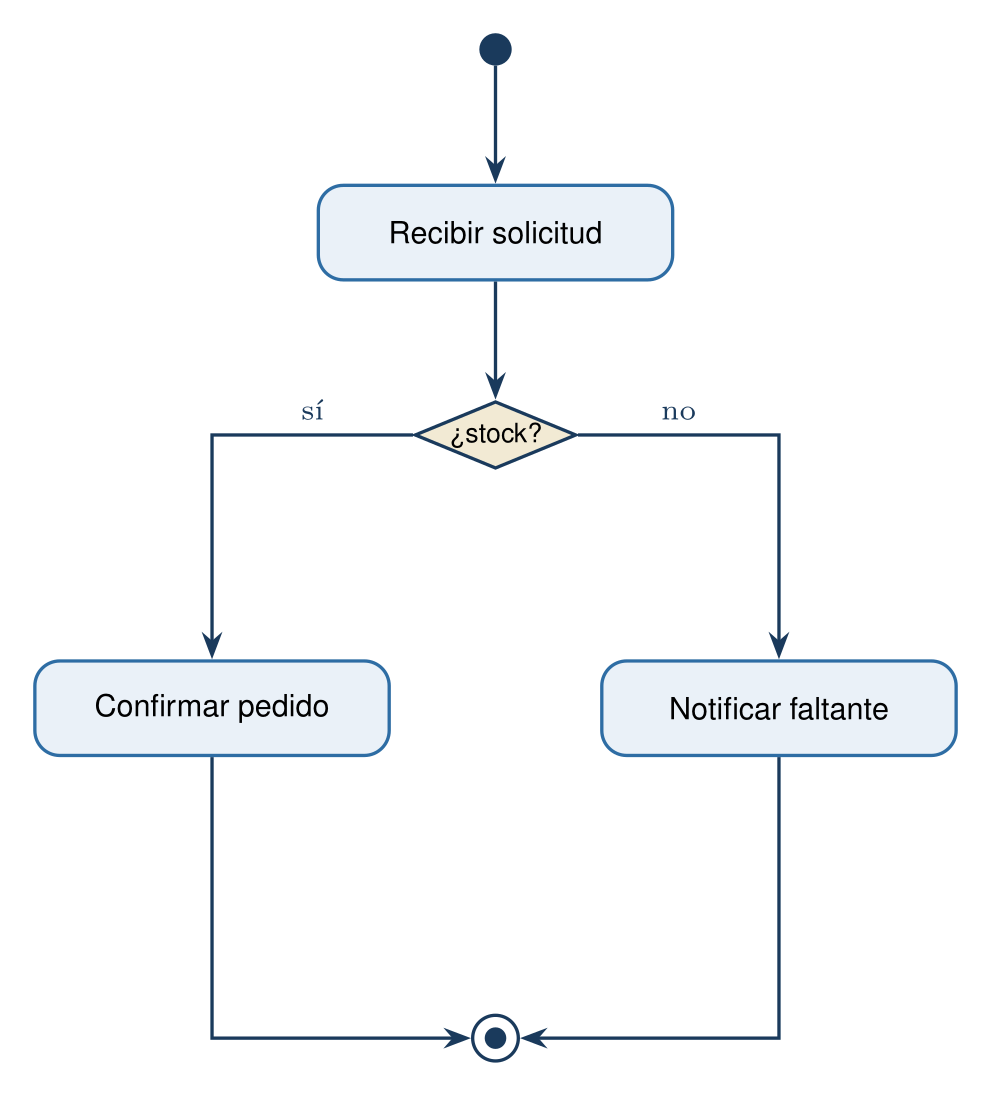 Recibir solicitud
sí
no
¿stock?
Confirmar pedido
Notificar faltante